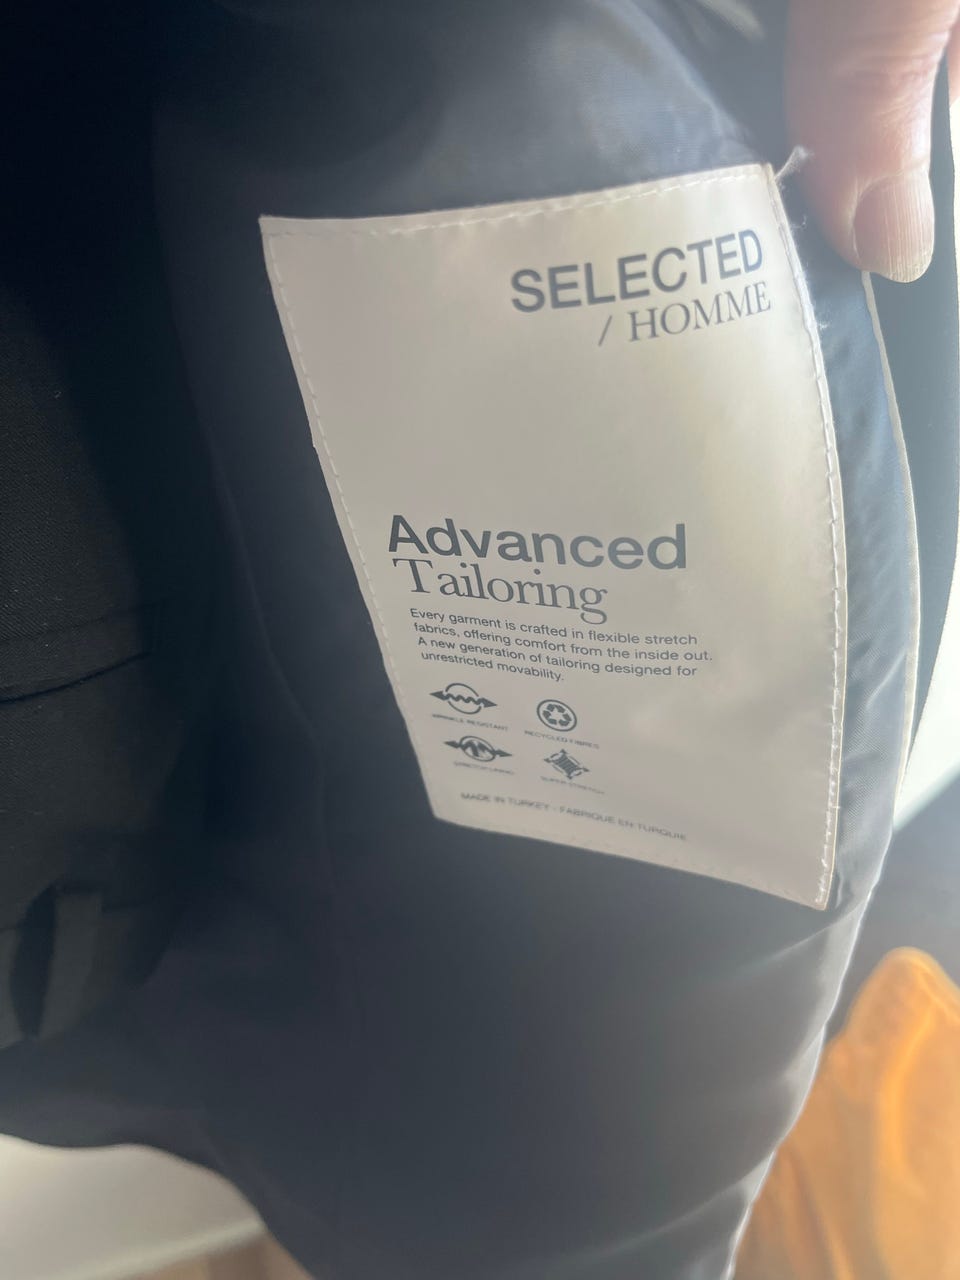 SELECTED
/ HOMME
Advanced
Tailoring
Every garment is crafted in flexible stretch
fabrics, offering comfort from the inside out.
A new generation of tailoring designed for
unrestricted movability.
WRINKLE RESISTANT
RECYCLED FIBRES
STRETCH LINING
SUPER STRETCH
MADE IN TURKEY - FABRIQUE EN TURQUIE